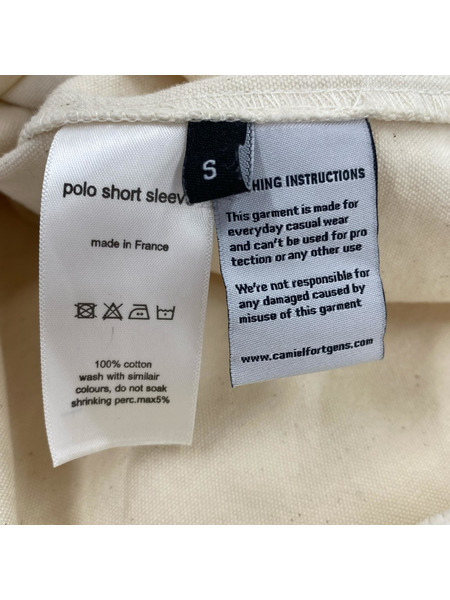 polo short sleev
made in France
100% cotton
wash with similair
colours, do not soak
shrinking perc.max5%
S
HING INSTRUCTIONS
This garment is made for
everyday casual wear
and can't be used for pro
tection or any other use
We're not responsible for
any damaged caused by
misuse of this garment
www.camielfortgens.com